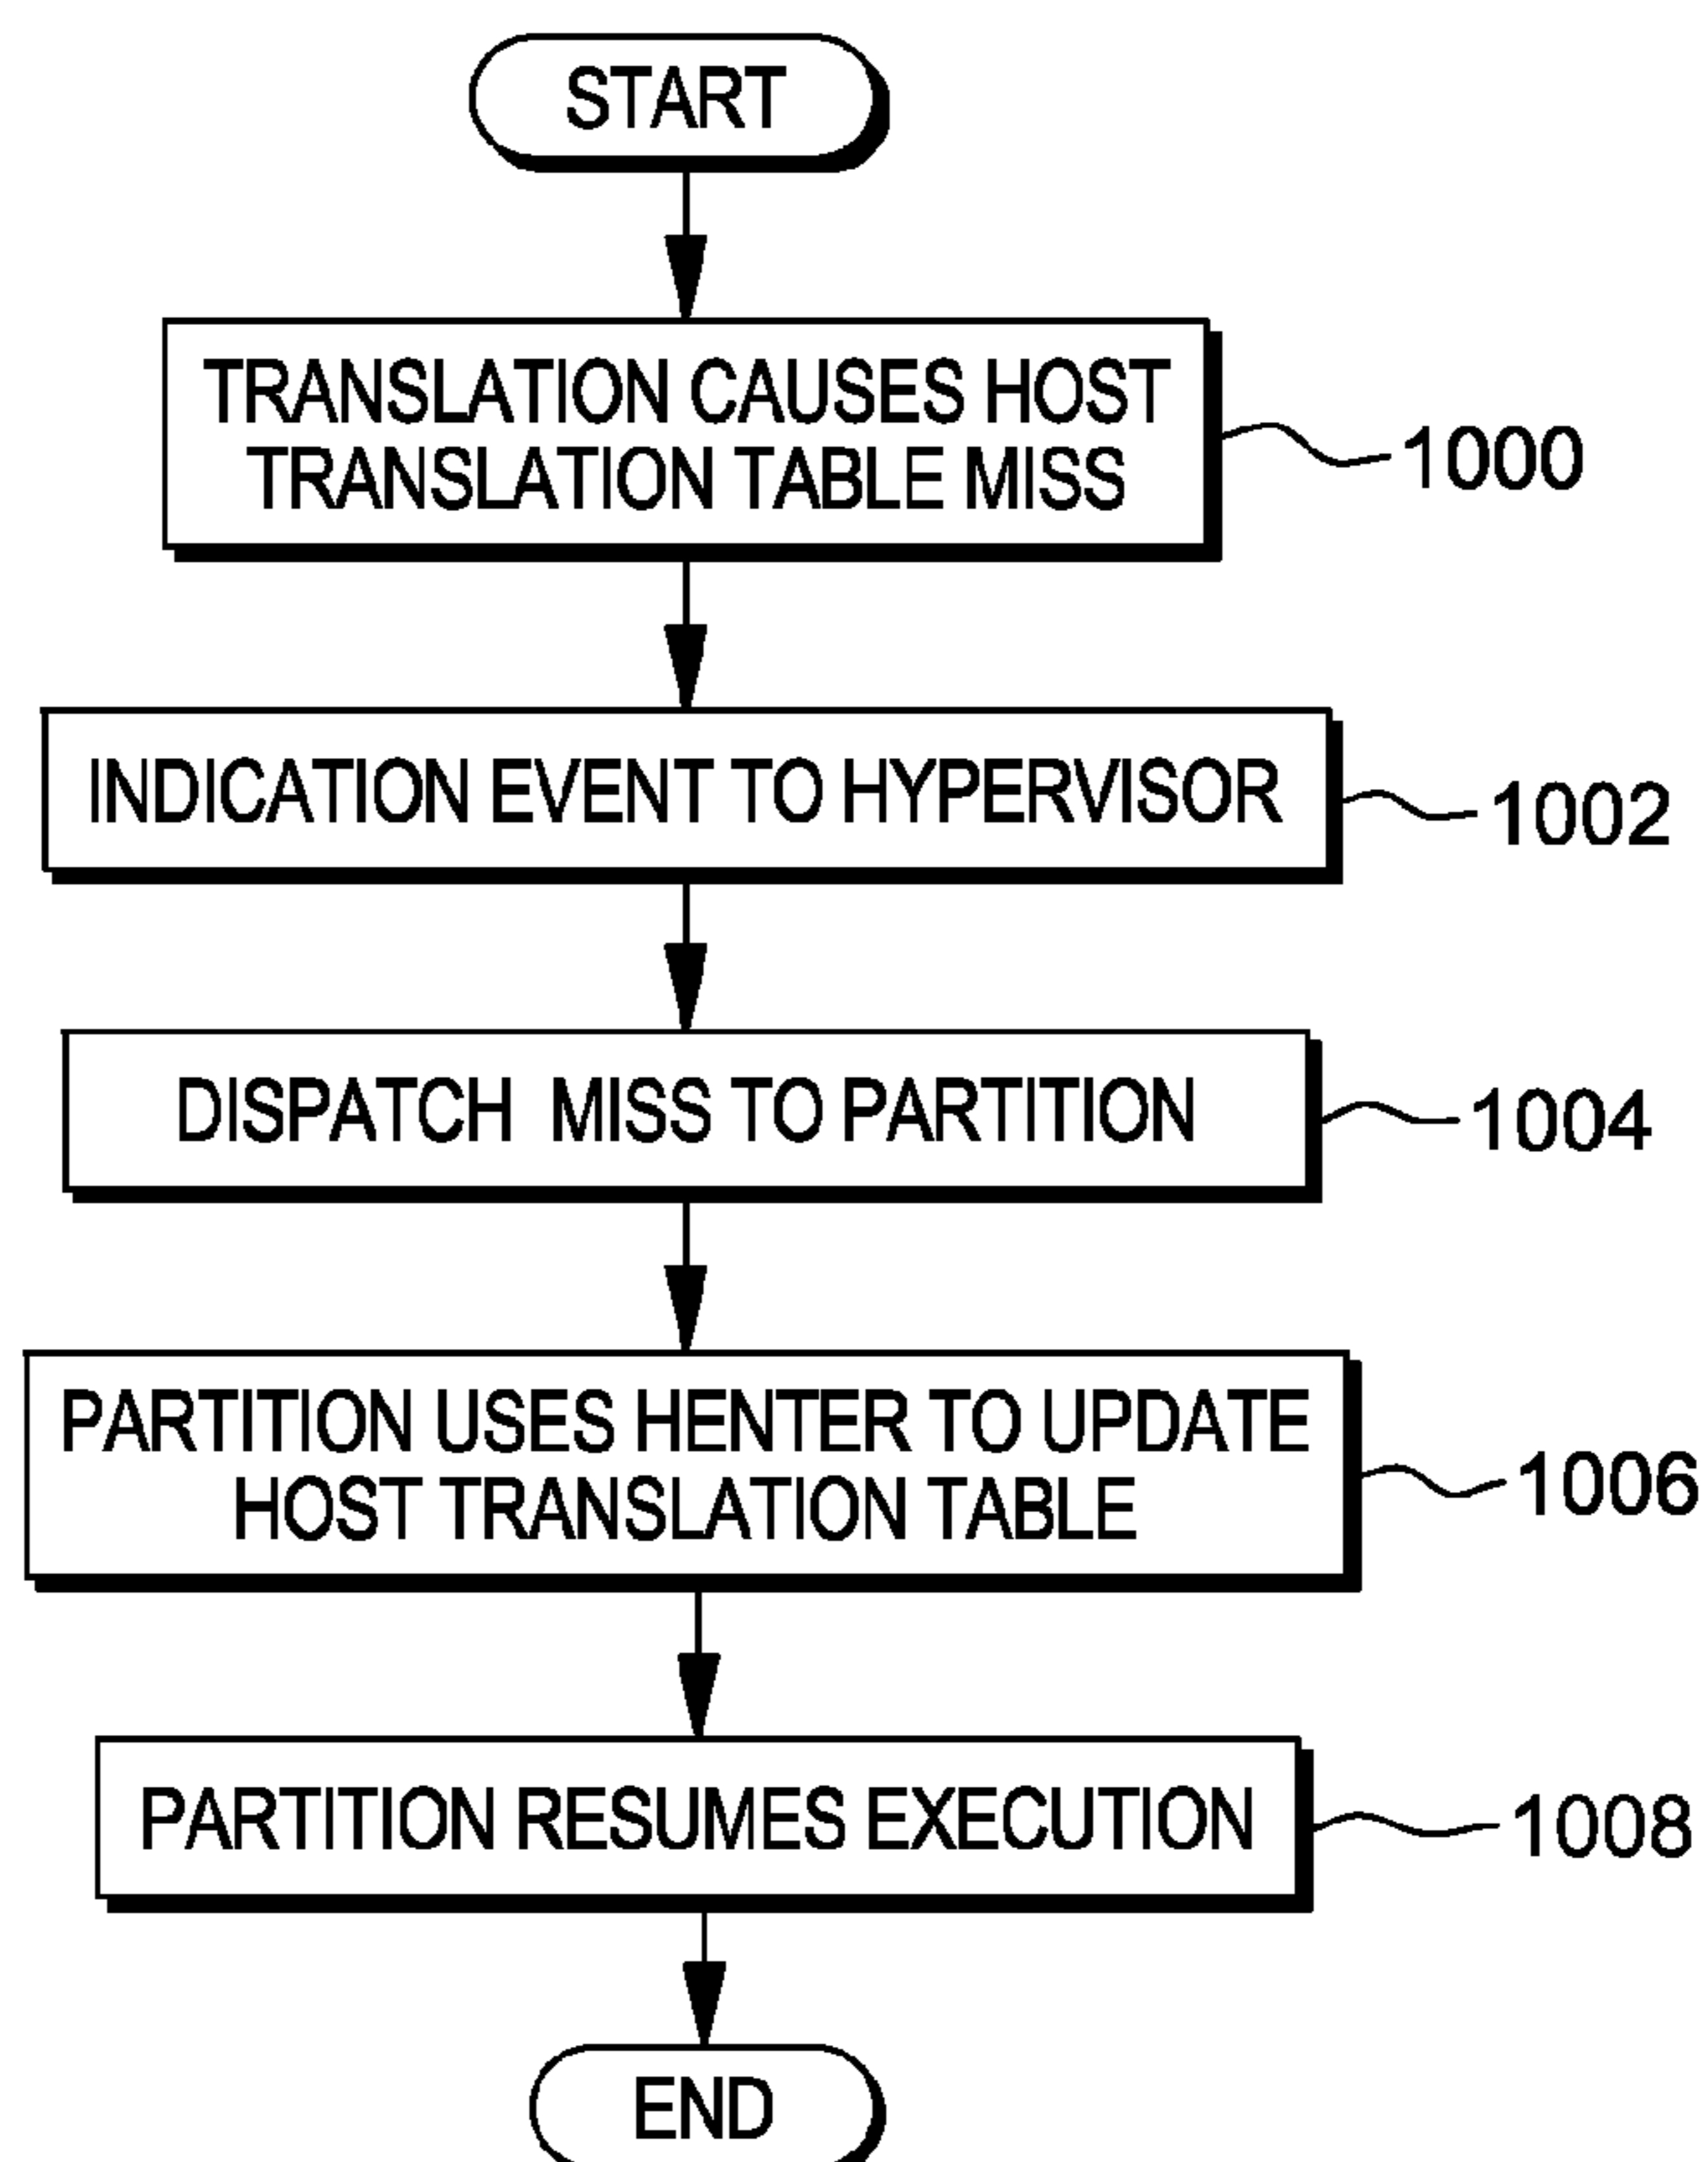 START
TRANSLATION CAUSES HOST
TRANSLATION TABLE MISS
1000
INDICATION EVENT TO HYPERVISOR
1002
DISPATCH MISS TO PARTITION
1004
PARTITION USES HENTER TO UPDATE
HOST TRANSLATION TABLE
1006
PARTITION RESUMES EXECUTION
1008
END